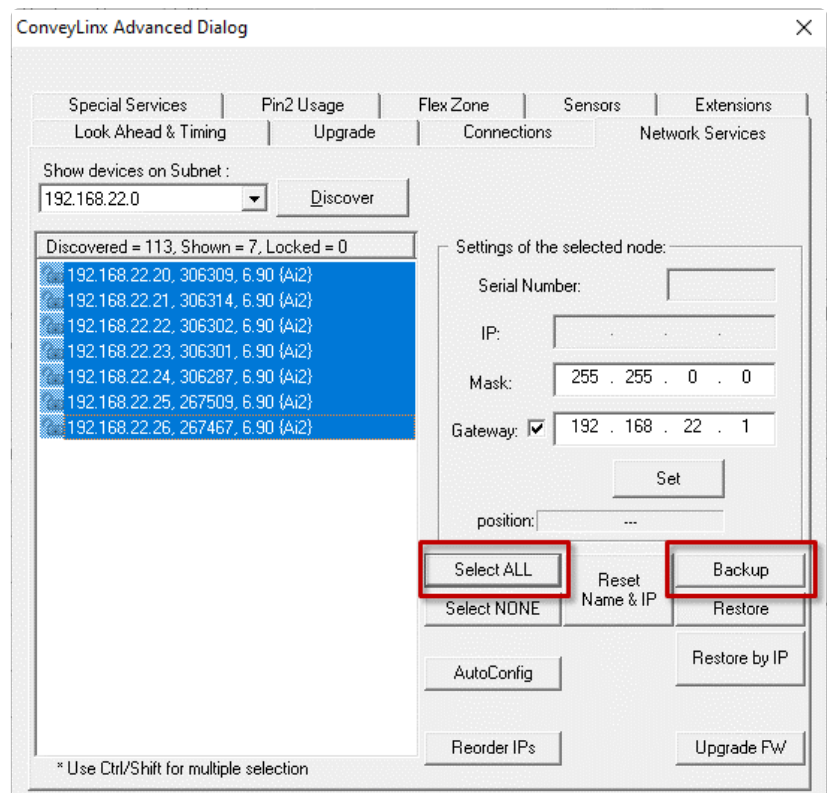 ConveyLinx Advanced Dialog
Special Services
Pin2 Usage
Flex Zone
Sensors
Extensions
Look Ahead & Timing
Upgrade
Connections
Network Services
Show devices on Subnet :
192.168.22.0
Discover
Discovered = 113, Shown = 7, Locked = 0
192.168.22.20, 306309, 6.90 {Ai2}
192.168.22.21, 306314, 6.90 {Ai2}
192.168.22.22, 306302, 6.90 {Ai2}
192.168.22.23, 306301, 6.90 {Ai2}
192.168.22.24, 306287, 6.90 {Ai2}
192.168.22.25, 267509, 6.90 {Ai2}
192.168.22.26, 267467, 6.90 {Ai2}
* Use Ctrl/Shift for multiple selection
Settings of the selected node:
Serial Number:
IP: . . .
Mask: 255 . 255 . 0 . 0
Gateway: 192 . 168 . 22 . 1
Set
position: ---
Select ALL
Reset
Name & IP
Backup
Select NONE
Restore
AutoConfig
Restore by IP
Reorder IPs
Upgrade FW